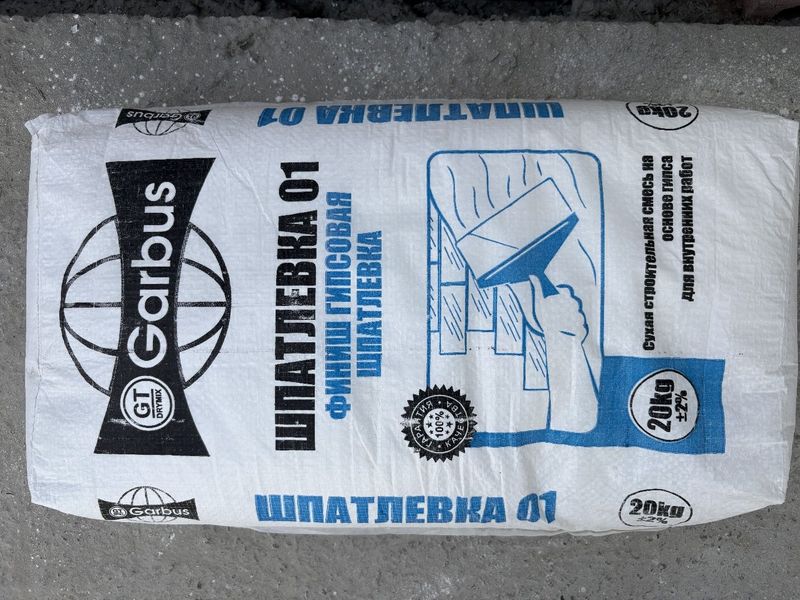 Garbus
GT
DRYMIX
ШПАТЛЕВКА 01
ФИНИШ ГИПСОВАЯ
ШПАТЛЕВКА
ГАРАНТИЯ
100%
20kg
±2%
Сухая строительная смесь на
основе гипса
для внутренних работ
GT Garbus
ШПАТЛЕВКА 01
20kg
±2%
Garbus
ШПАТЛЕВКА 01
20kg